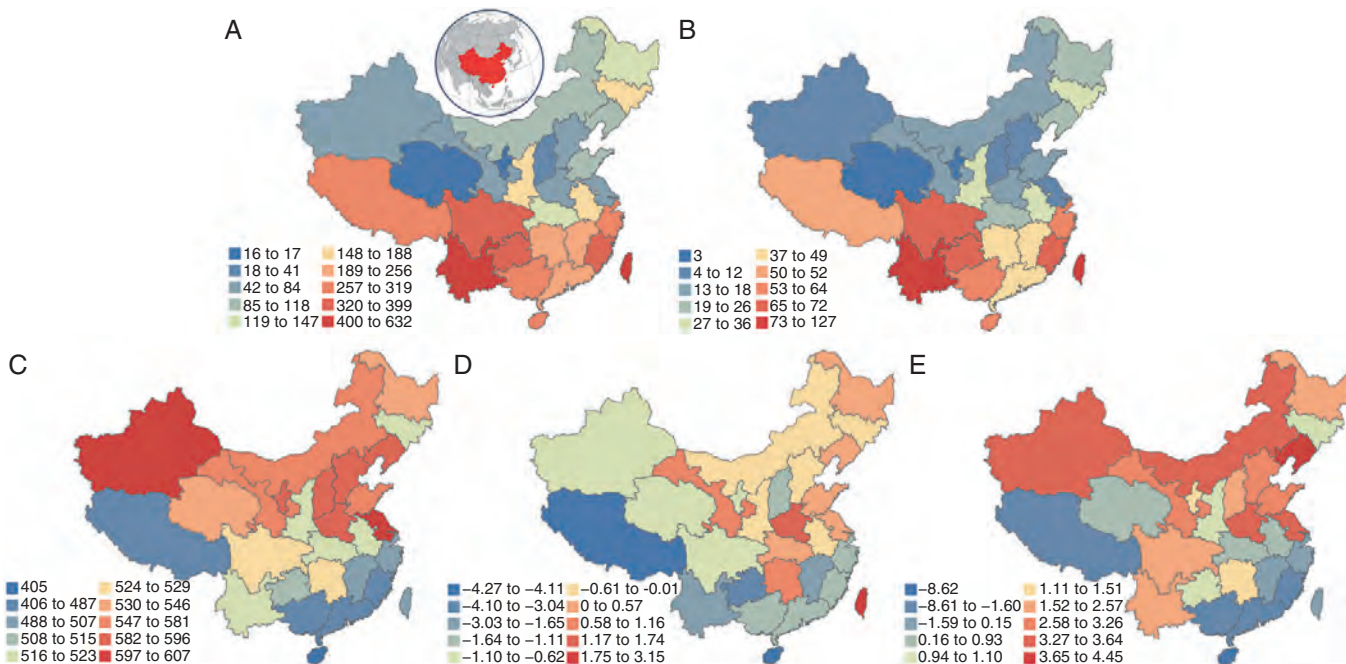 A
B
16 to 17
148 to 188
18 to 41
189 to 256
42 to 84
257 to 319
85 to 118
320 to 399
119 to 147
400 to 632
3
37 to 49
4 to 12
50 to 52
13 to 18
53 to 64
19 to 26
65 to 72
27 to 36
73 to 127
C
D
E
405
524 to 529
406 to 487
530 to 546
488 to 507
547 to 581
508 to 515
582 to 596
516 to 523
597 to 607
−4.27 to −4.11
−0.61 to −0.01
−4.10 to −3.04
0 to 0.57
−3.03 to −1.65
0.58 to 1.16
−1.64 to −1.11
1.17 to 1.74
−1.10 to −0.62
1.75 to 3.15
−8.62
1.11 to 1.51
−8.61 to −1.60
1.52 to 2.57
−1.59 to 0.15
2.58 to 3.26
0.16 to 0.93
3.27 to 3.64
0.94 to 1.10
3.65 to 4.45